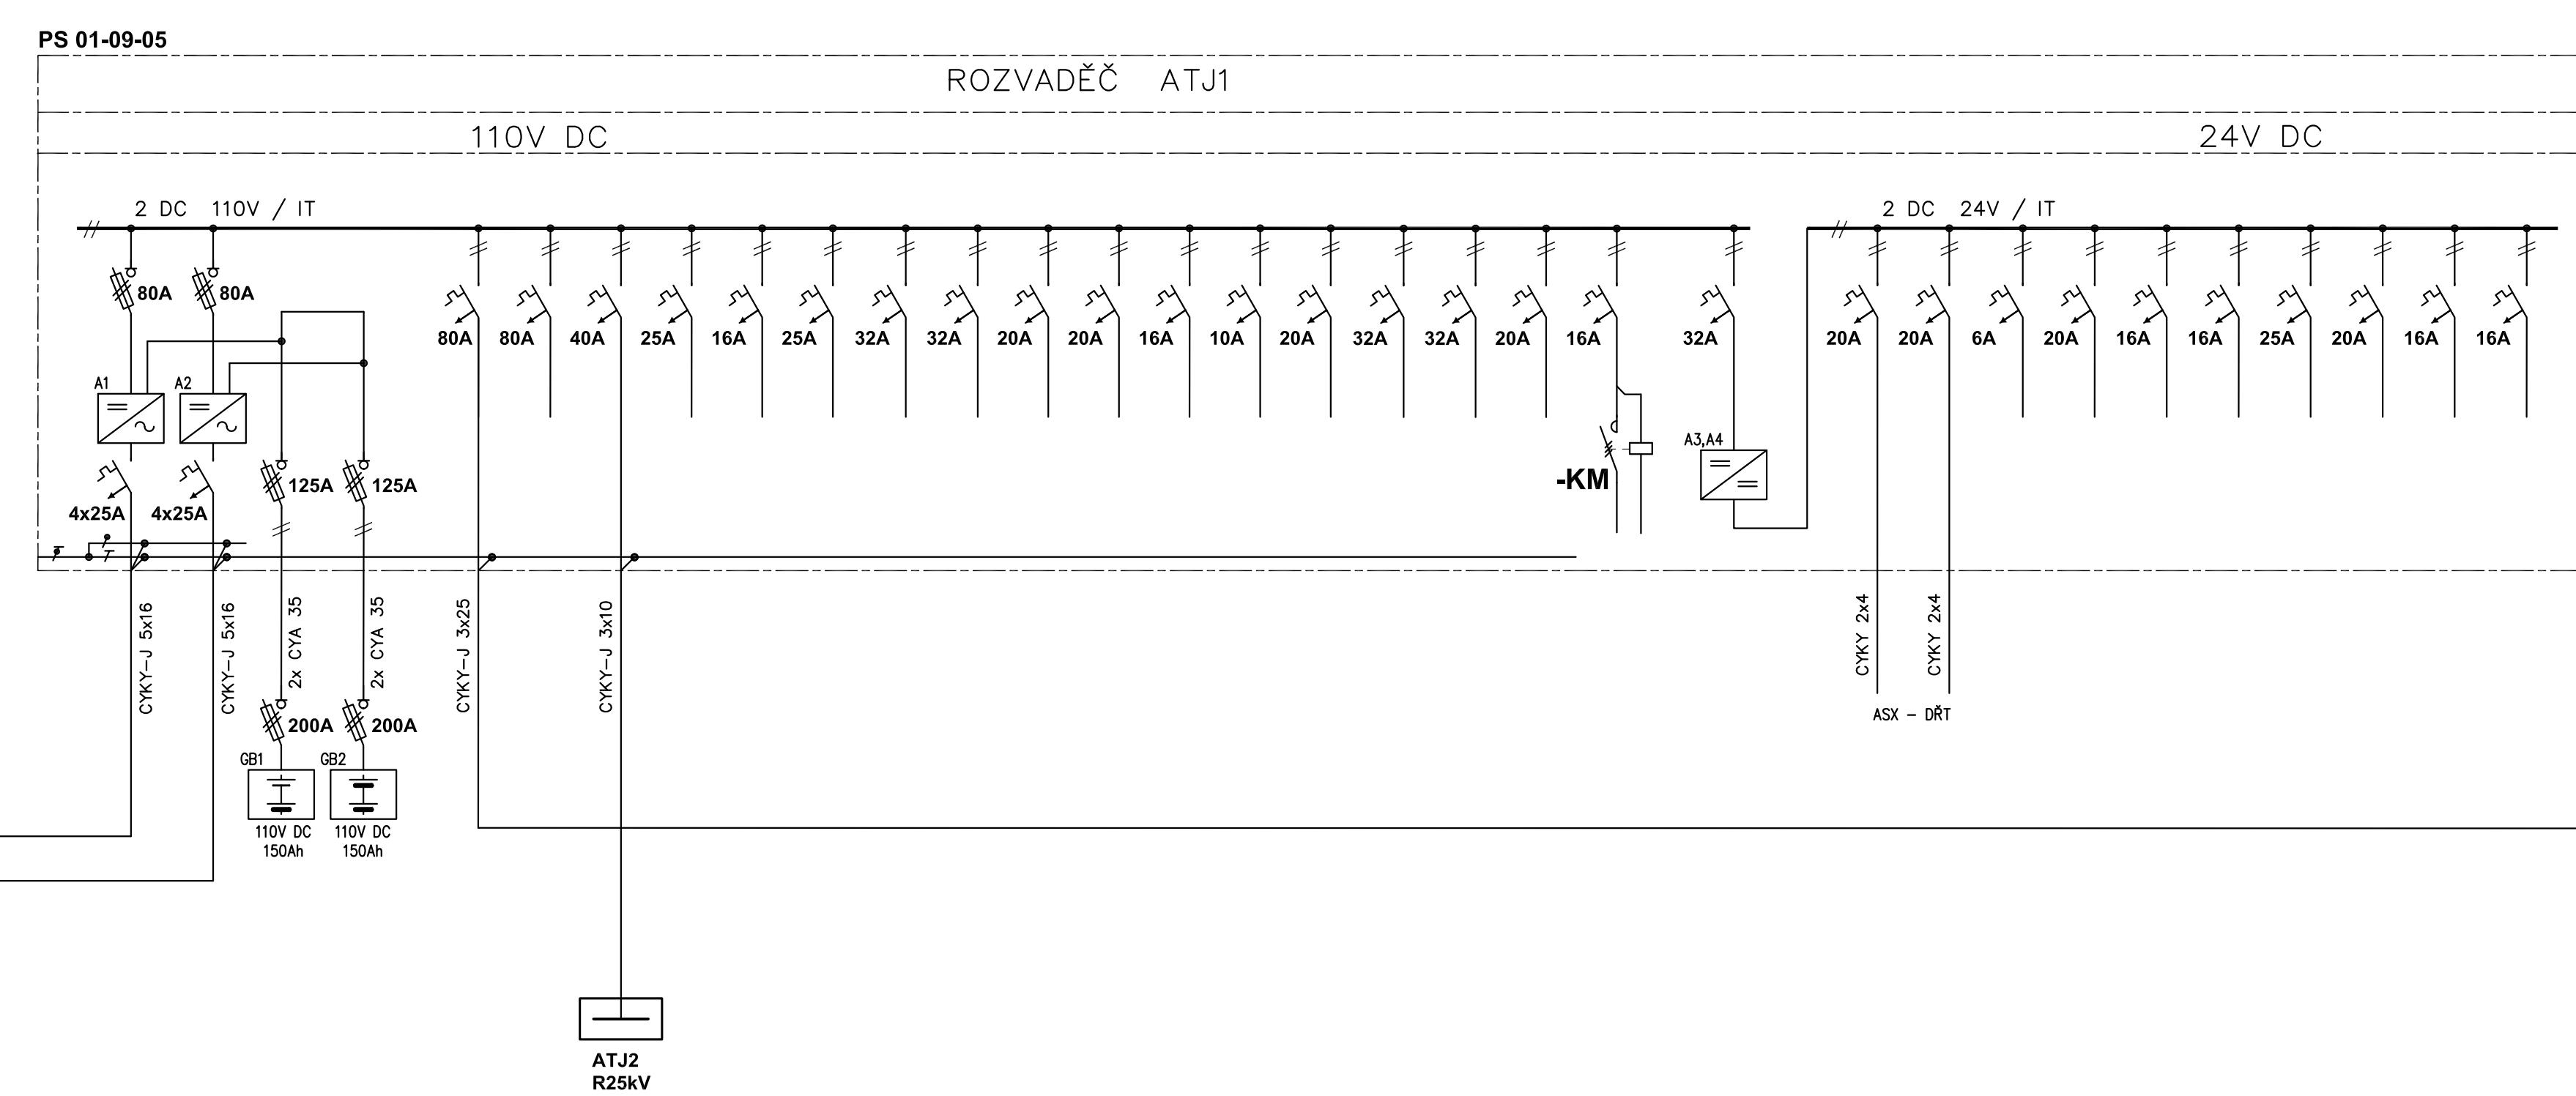 PS 01-09-05
ROZVADĚČ ATJ1
110V DC 24V DC
2 DC 110V / IT 2 DC 24V / IT
80A 80A
80A 80A 40A 25A 16A 25A 32A 32A 20A 20A 16A 10A 20A 32A 32A 20A 16A 32A 20A 20A 6A 20A 16A 16A 25A 20A 16A 16A
A1 A2
A3,A4
-KM
125A 125A
4x25A 4x25A
CYKY-J 5x16
CYKY-J 5x16
2x CYA 35
2x CYA 35
CYKY-J 3x25
CYKY-J 3x10
CYKY 2x4
CYKY 2x4
ASX - DŘT
200A 200A
GB1 GB2
110V DC 110V DC
150Ah 150Ah
ATJ2
R25kV